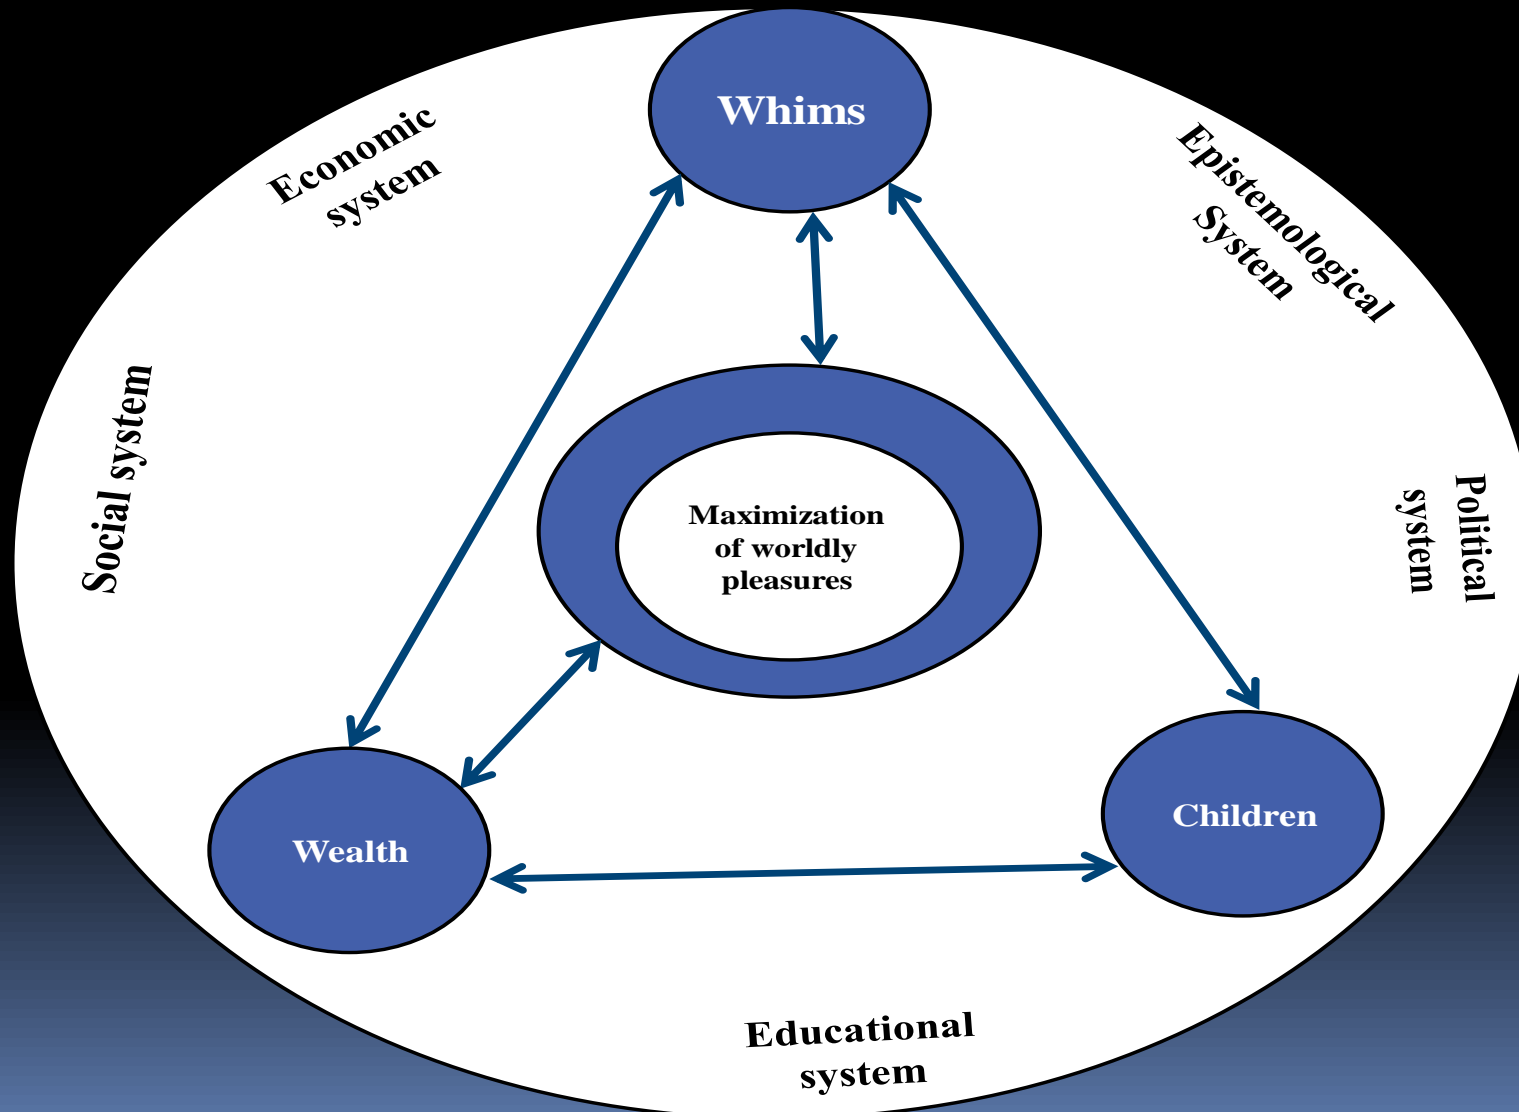 Whims
Economic
system
Epistemological
System
Social system
Political
system
Maximization
of worldly
pleasures
Wealth
Children
Educational
system